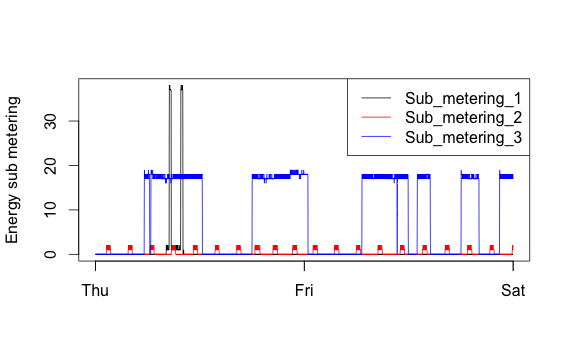 Sub_metering_1
Sub_metering_2
Sub_metering_3
Energy sub metering
30
20
10
0
Thu Fri Sat